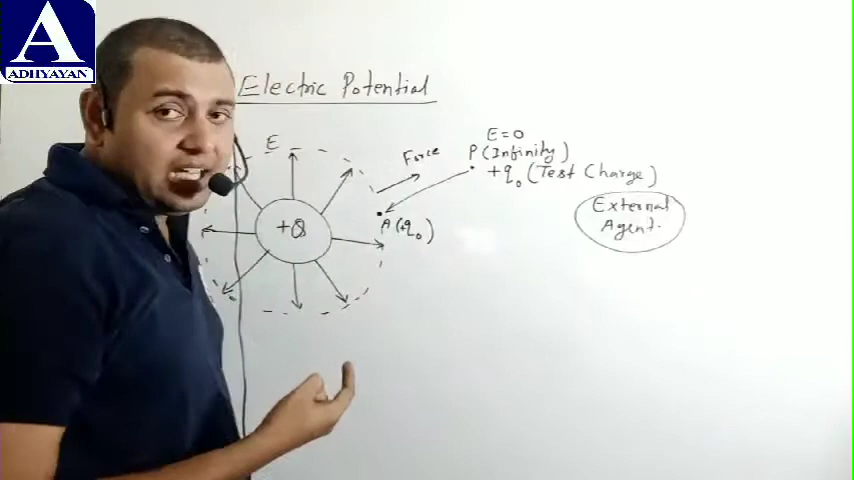 A
ADHYAYAN
Electric Potential
E
Force
E=0
P (Infinity)
+q₀ (Test Charge)
External
Agent.
+Q
A (+q₀)